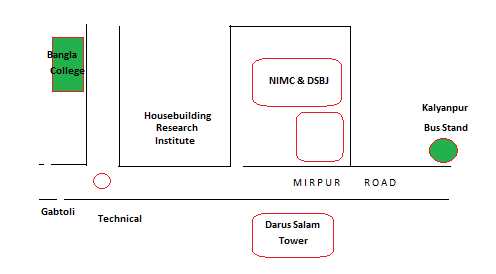 Bangla
College
NIMC & DSBJ
Housebuilding
Research
Institute
Kalyanpur
Bus Stand
MIRPUR ROAD
Gabtoli
Technical
Darus Salam
Tower